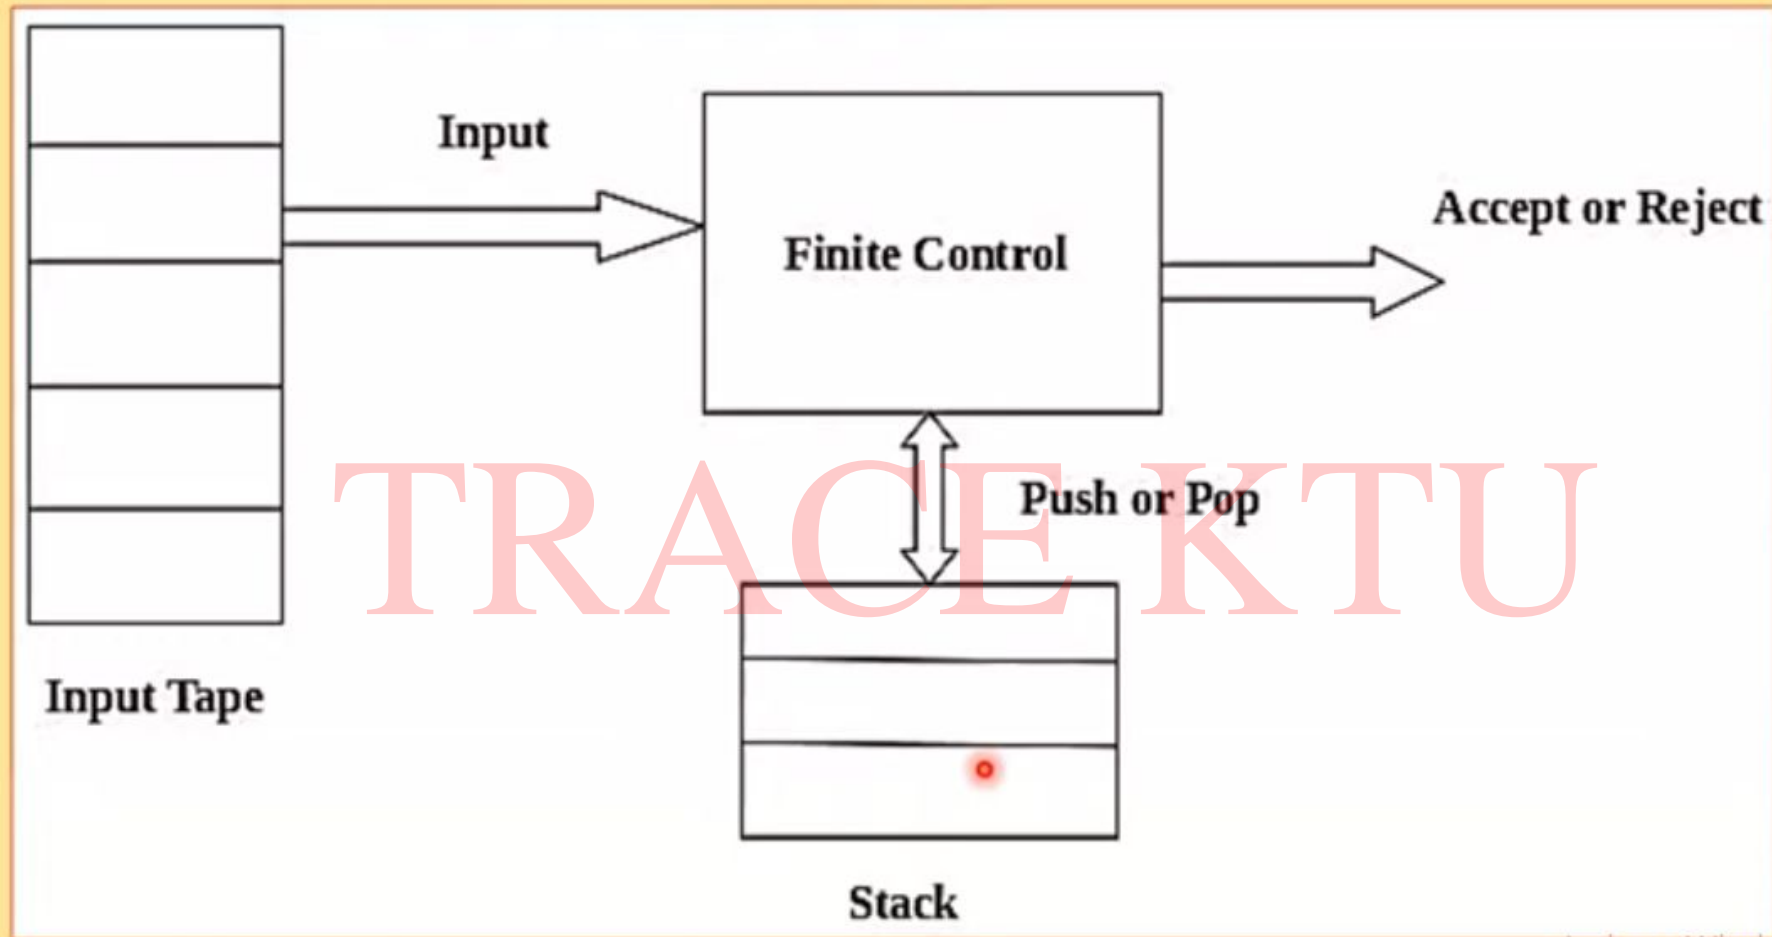 Input
Accept or Reject
Finite Control
TRACE KTU
Push or Pop
Input Tape
Stack